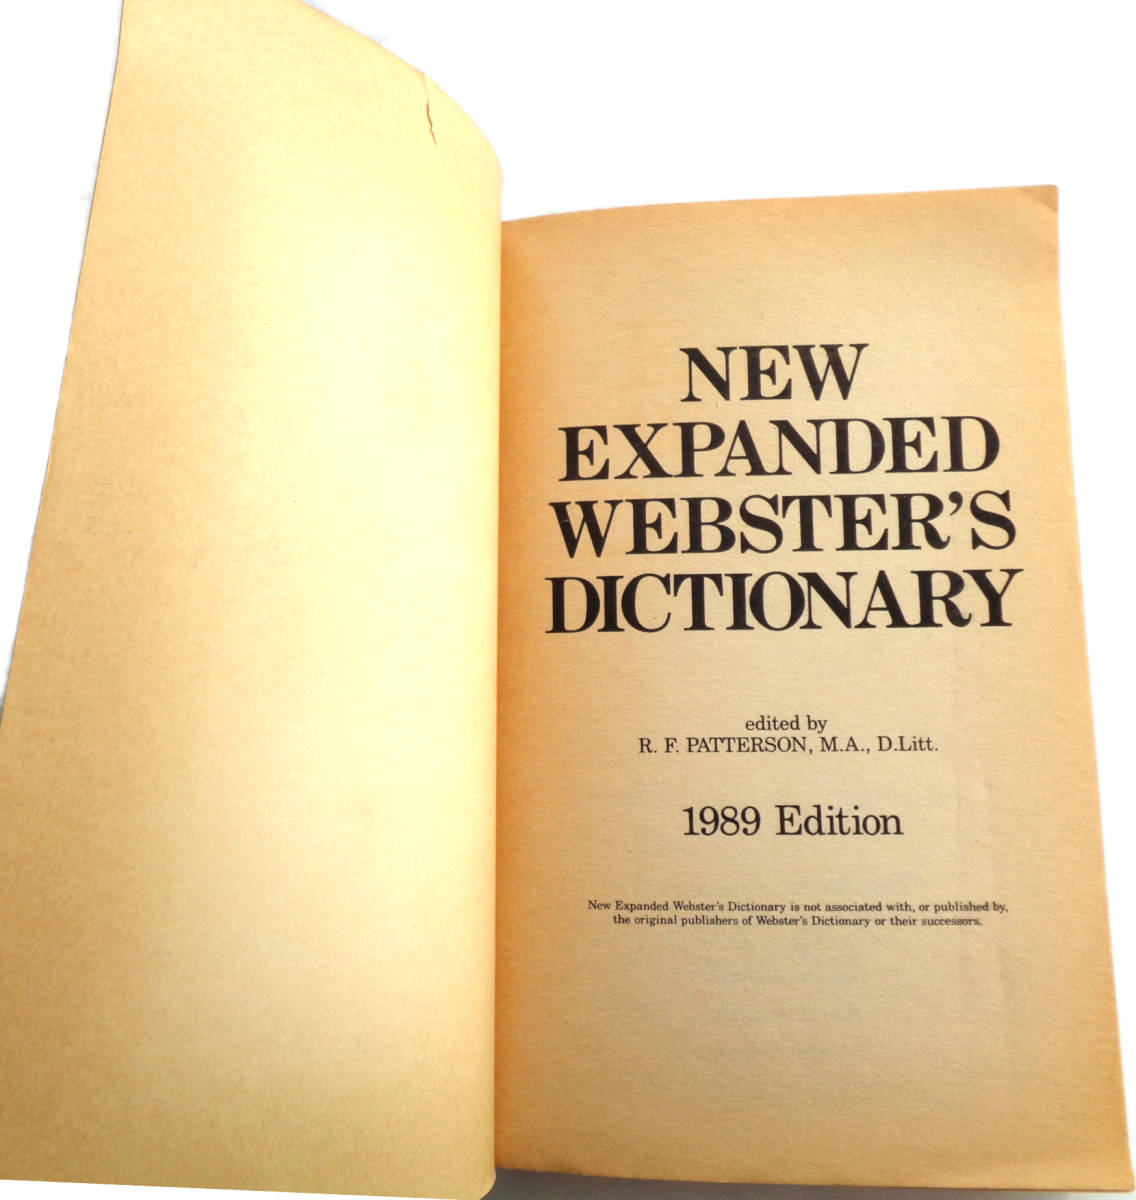 NEW
EXPANDED
WEBSTER'S
DICTIONARY
edited by
R. F. PATTERSON, M.A., D.Litt.
1989 Edition
New Expanded Webster's Dictionary is not associated with, or published by,
the original publishers of Webster's Dictionary or their successors.